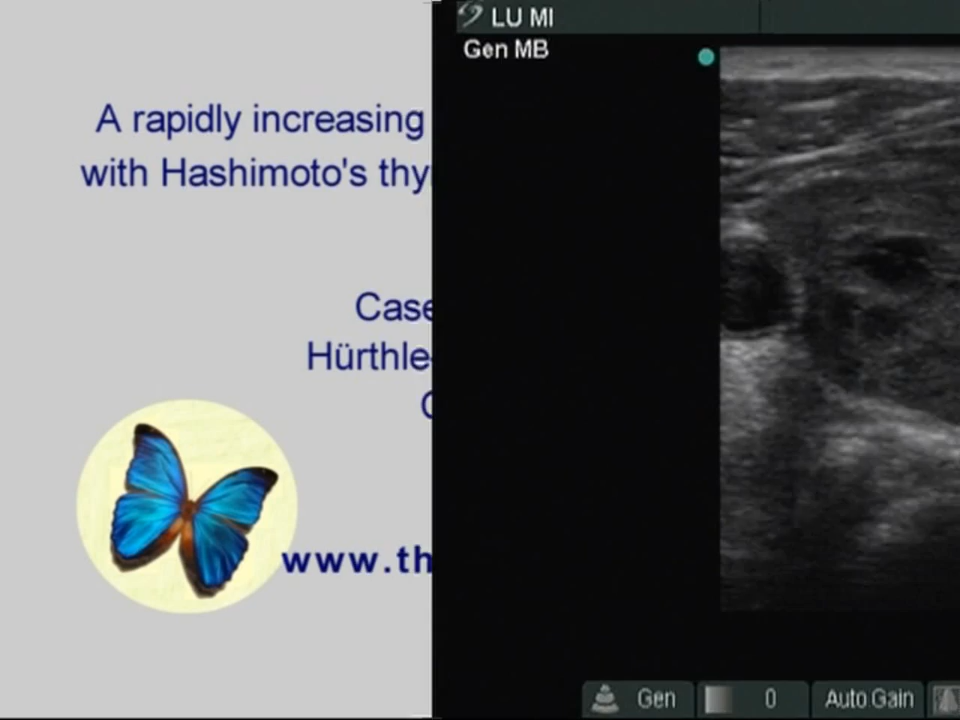 A rapidly increasing
with Hashimoto's thy
Case
Hürthle
www.th
LU MI
Gen MB
Gen
0
Auto Gain